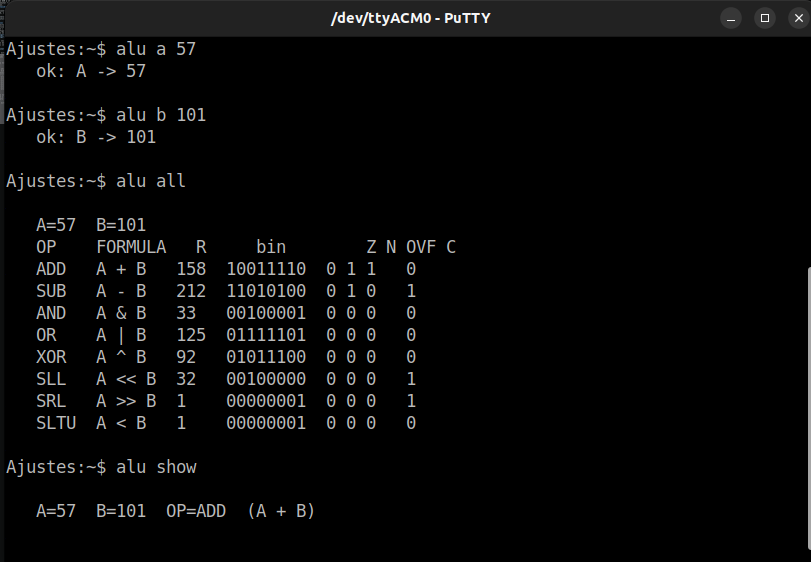 /dev/ttyACM0 - PuTTY
Ajustes:~$ alu a 57
ok: A -> 57
Ajustes:~$ alu b 101
ok: B -> 101
Ajustes:~$ alu all
A=57 B=101
OP FORMULA R bin Z N OVF C
ADD A + B 158 10011110 0 1 1 0
SUB A - B 212 11010100 0 1 0 1
AND A & B 33 00100001 0 0 0 0
OR A | B 125 01111101 0 0 0 0
XOR A ^ B 92 01011100 0 0 0 0
SLL A << B 32 00100000 0 0 0 1
SRL A >> B 1 00000001 0 0 0 1
SLTU A < B 1 00000001 0 0 0 0
Ajustes:~$ alu show
A=57 B=101 OP=ADD (A + B)